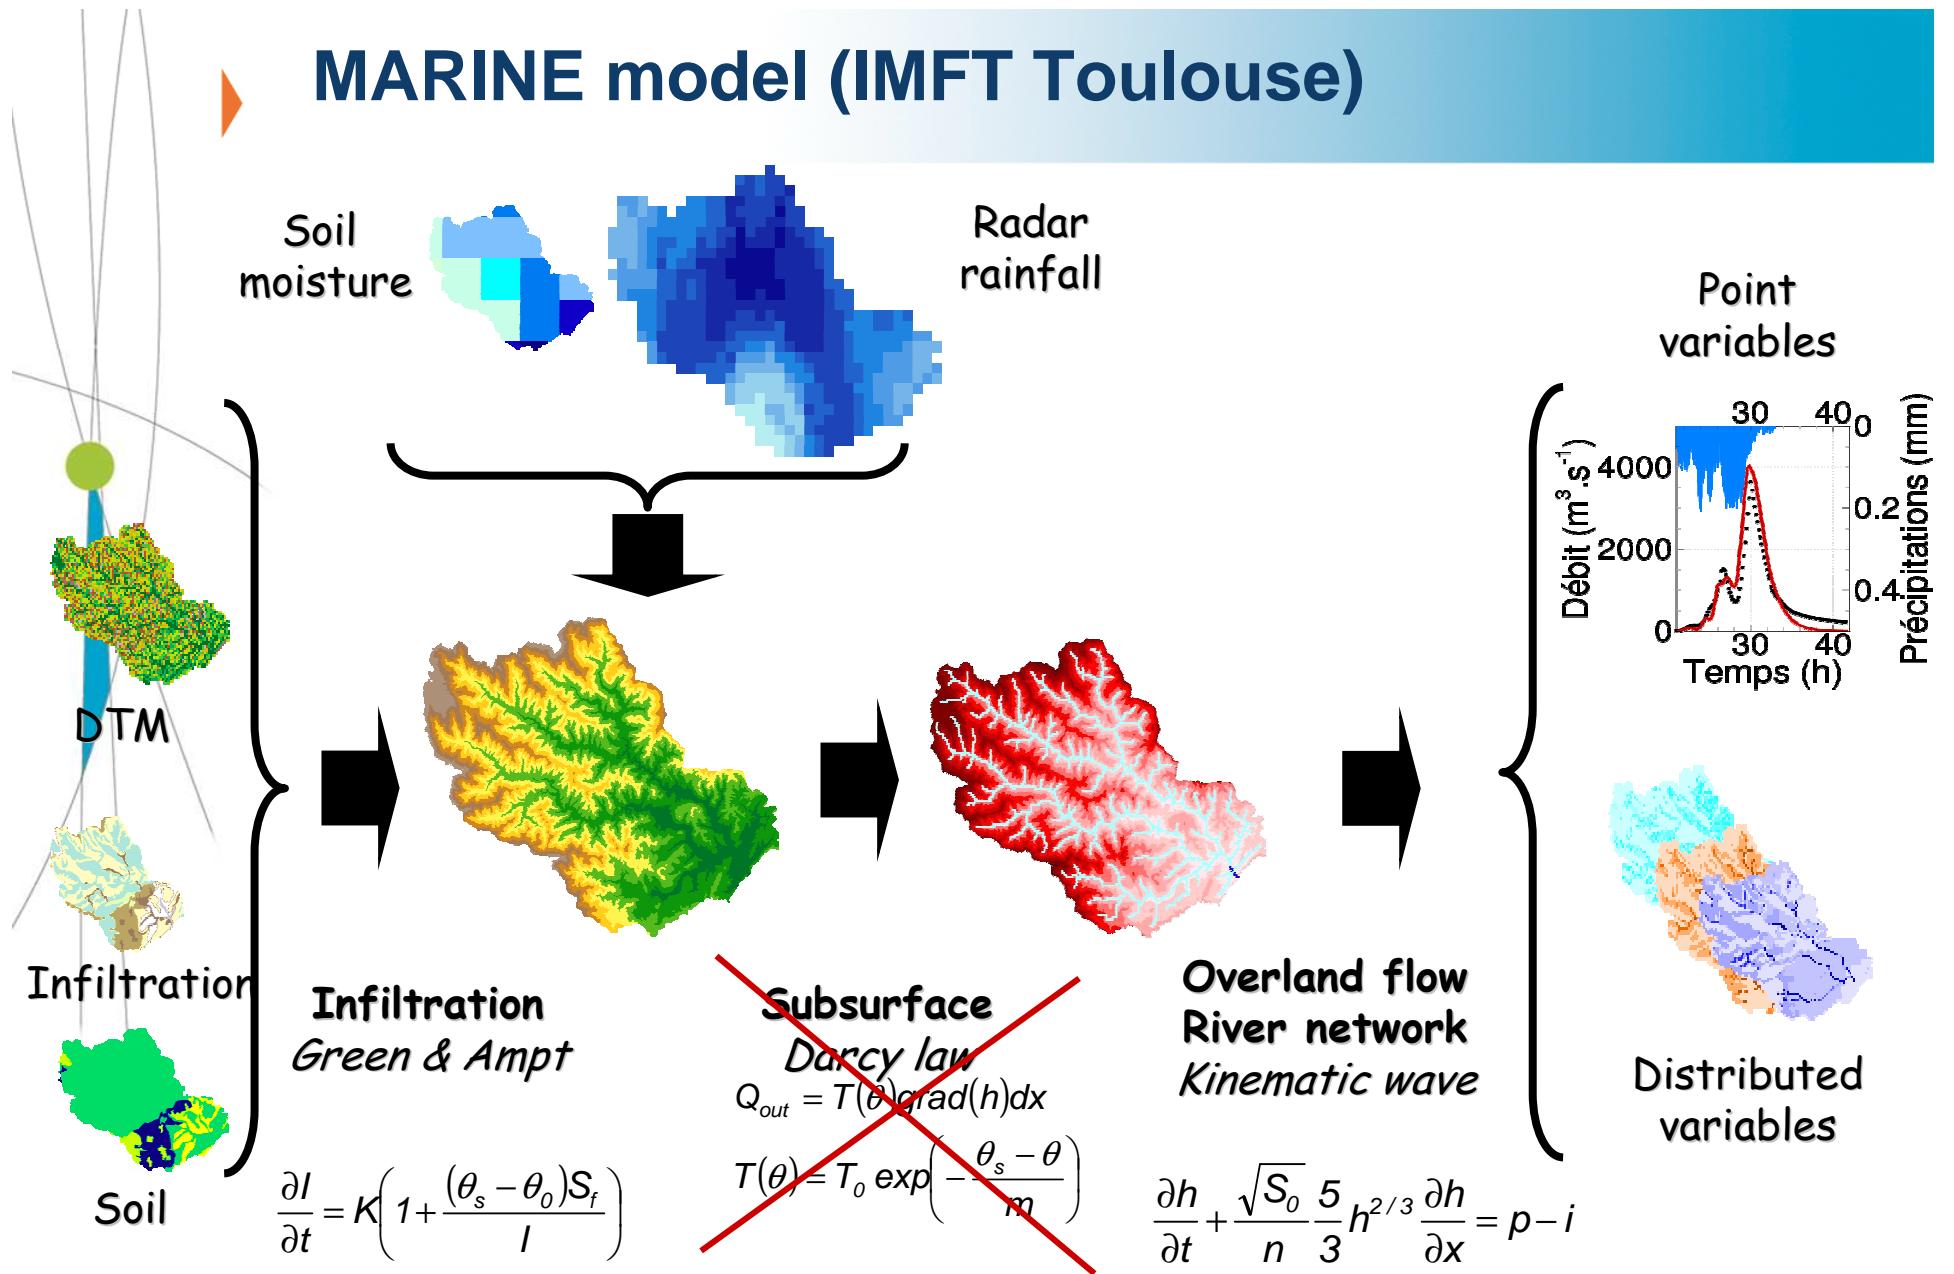 MARINE model (IMFT Toulouse)
Soil
moisture
Radar
rainfall
Point
variables
30 40
0
0.2
0.4
Précipitations (mm)
Débit (m³.s⁻¹)
4000
2000
0
30 40
Temps (h)
DTM
Infiltration
Soil
Infiltration
Green & Ampt
∂I/∂t = K(1 + (θs − θ0)Sf / I)
Subsurface
Darcy law
Qout = T(θ)grad(h)dx
T(θ) = T0 exp(− (θs − θ) / m)
Overland flow
River network
Kinematic wave
∂h/∂t + √S0/n 5/3 h^2/3 ∂h/∂x = p − i
Distributed
variables